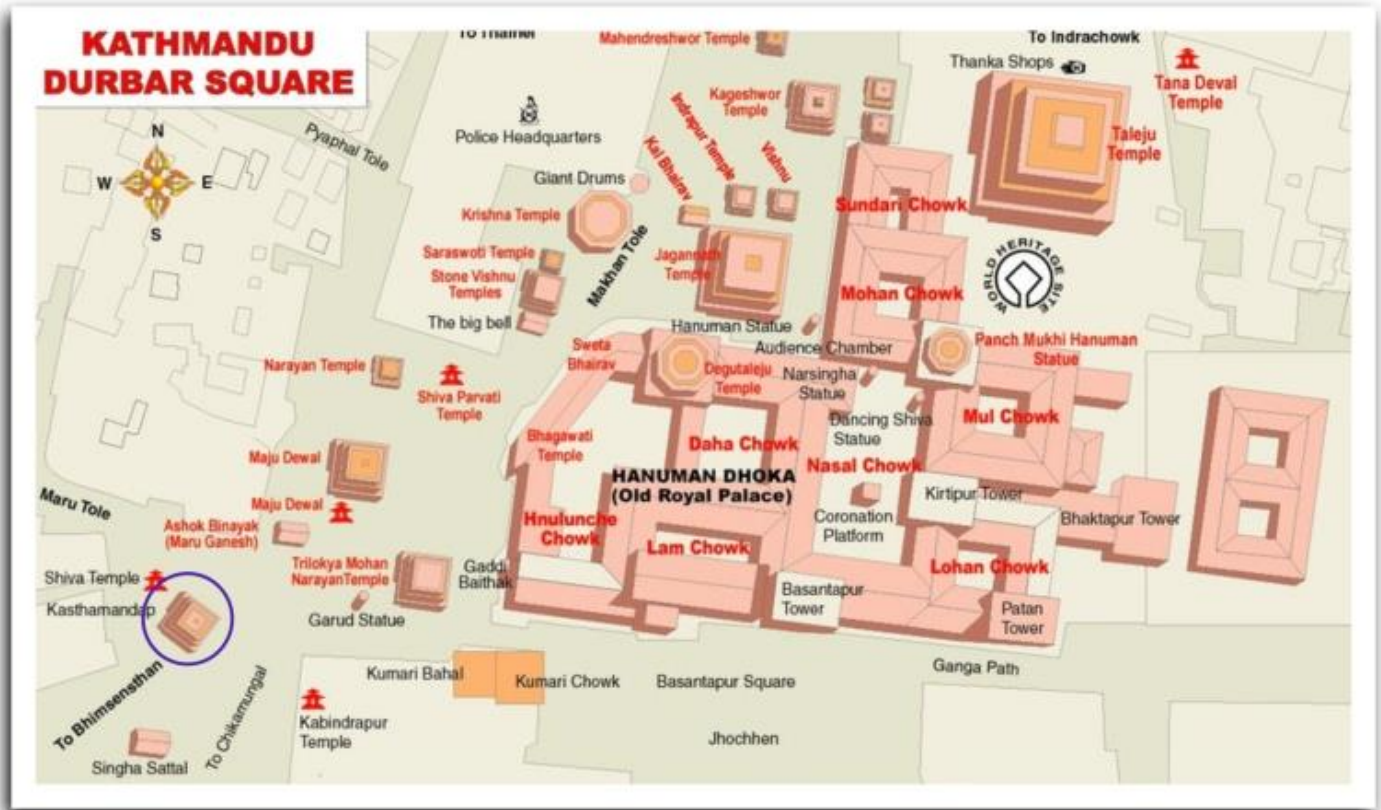 KATHMANDU
DURBAR SQUARE
To Thamel
Mahendreshwor Temple
To Indrachowk
Thanka Shops
Tana Deval
Temple
Kageshwor
Temple
Police Headquarters
Pyaphal Tole
N
W
E
S
Indrapur Temple
Vishnu
Kal Bhairav
Taleju
Temple
Giant Drums
Krishna Temple
Sundari Chowk
Saraswoti Temple
Stone Vishnu
Temples
Makhan Tole
Jagannath
Temple
WORLD HERITAGE SITE
Mohan Chowk
The big bell
Hanuman Statue
Audience Chamber
Panch Mukhi Hanuman
Statue
Sweta
Bhairav
Narayan Temple
Degutaleju
Temple
Narsingha
Statue
Shiva Parvati
Temple
Dancing Shiva
Statue
Mul Chowk
Bhagawati
Temple
Daha Chowk
Maju Dewal
HANUMAN DHOKA
(Old Royal Palace)
Nasal Chowk
Kirtipur Tower
Maru Tole
Maju Dewal
Ashok Binayak
(Maru Ganesh)
Hnulunche
Chowk
Lam Chowk
Coronation
Platform
Bhaktapur Tower
Trilokya Mohan
NarayanTemple
Gaddi
Baithak
Lohan Chowk
Shiva Temple
Kasthamandap
Garud Statue
Basantapur
Tower
Patan
Tower
To Bhimsensthan
To Chikamungal
Kumari Bahal
Kumari Chowk
Basantapur Square
Ganga Path
Kabindrapur
Temple
Jhochhen
Singha Sattal